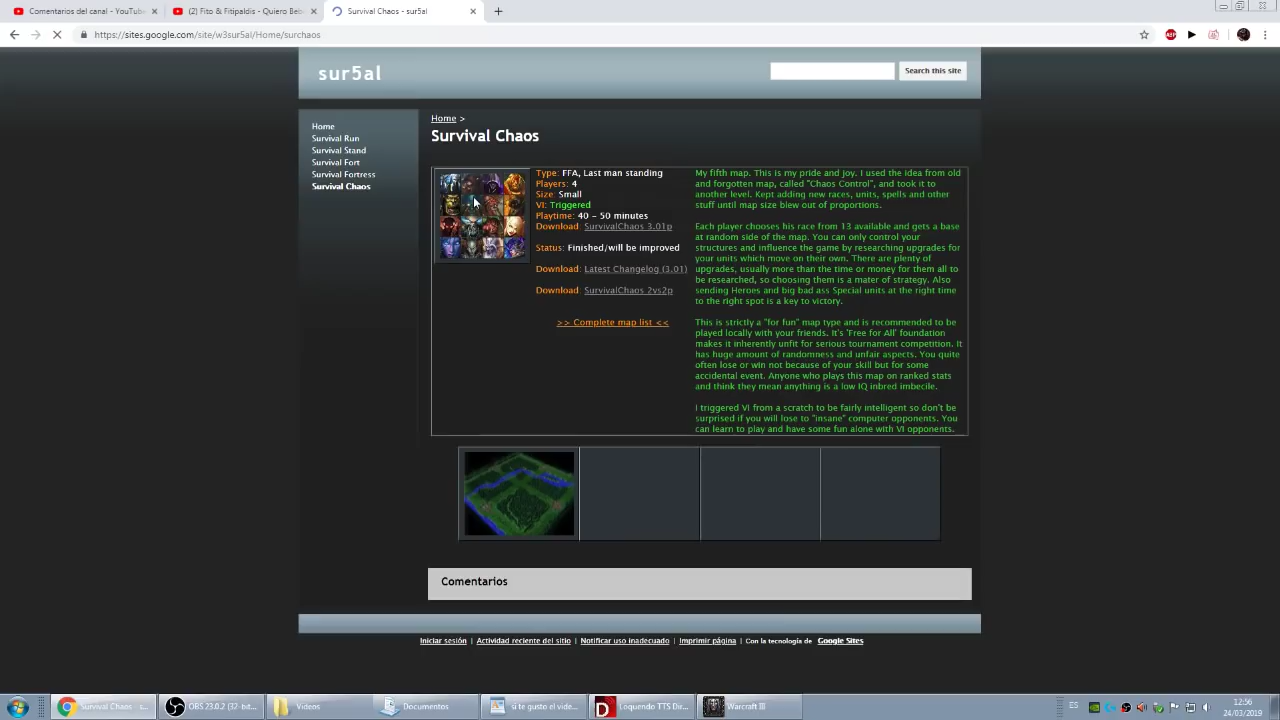 Comentarios del canal - YouTube
(2) Fito & Fitipaldis - Quiero Beb
Survival Chaos - sur5al
https://sites.google.com/site/w3sur5al/Home/surchaos
ABP
sur5al
Search this site
Home
Survival Run
Survival Stand
Survival Fort
Survival Fortress
Survival Chaos
Home >
Survival Chaos
Type: FFA, Last man standing
Players: 4
Size: Small
VI: Triggered
Playtime: 40 - 50 minutes
Download: SurvivalChaos 3.01p
Status: Finished/will be improved
Download: Latest Changelog (3.01)
Download: SurvivalChaos 2vs2p
>> Complete map list <<
My fifth map. This is my pride and joy. I used the idea from old
and forgotten map, called "Chaos Control", and took it to
another level. Kept adding new races, units, spells and other
stuff until map size blew out of proportions.
Each player chooses his race from 13 available and gets a base
at random side of the map. You can only control your
structures and influence the game by researching upgrades for
your units which move on their own. There are plenty of
upgrades, usually more than the time or money for them all to
be researched, so choosing them is a mater of strategy. Also
sending Heroes and big bad ass Special units at the right time
to the right spot is a key to victory.
This is strictly a "for fun" map type and is recommended to be
played locally with your friends. It's 'Free for All' foundation
makes it inherently unfit for serious tournament competition. It
has huge amount of randomness and unfair aspects. You quite
often lose or win not because of your skill but for some
accidental event. Anyone who plays this map on ranked stats
and think they mean anything is a low IQ inbred imbecile.
I triggered VI from a scratch to be fairly intelligent so don't be
surprised if you will lose to "insane" computer opponents. You
can learn to play and have some fun alone with VI opponents.
Comentarios
Iniciar sesión | Actividad reciente del sitio | Notificar uso inadecuado | Imprimir página | Con la tecnología de Google Sites
Survival Chaos - s...
OBS 23.0.2 (32-bit...
Videos
Documentos
si te gusto el vide...
Loquendo TTS Dir...
Warcraft III
ES
12:56
24/03/2019